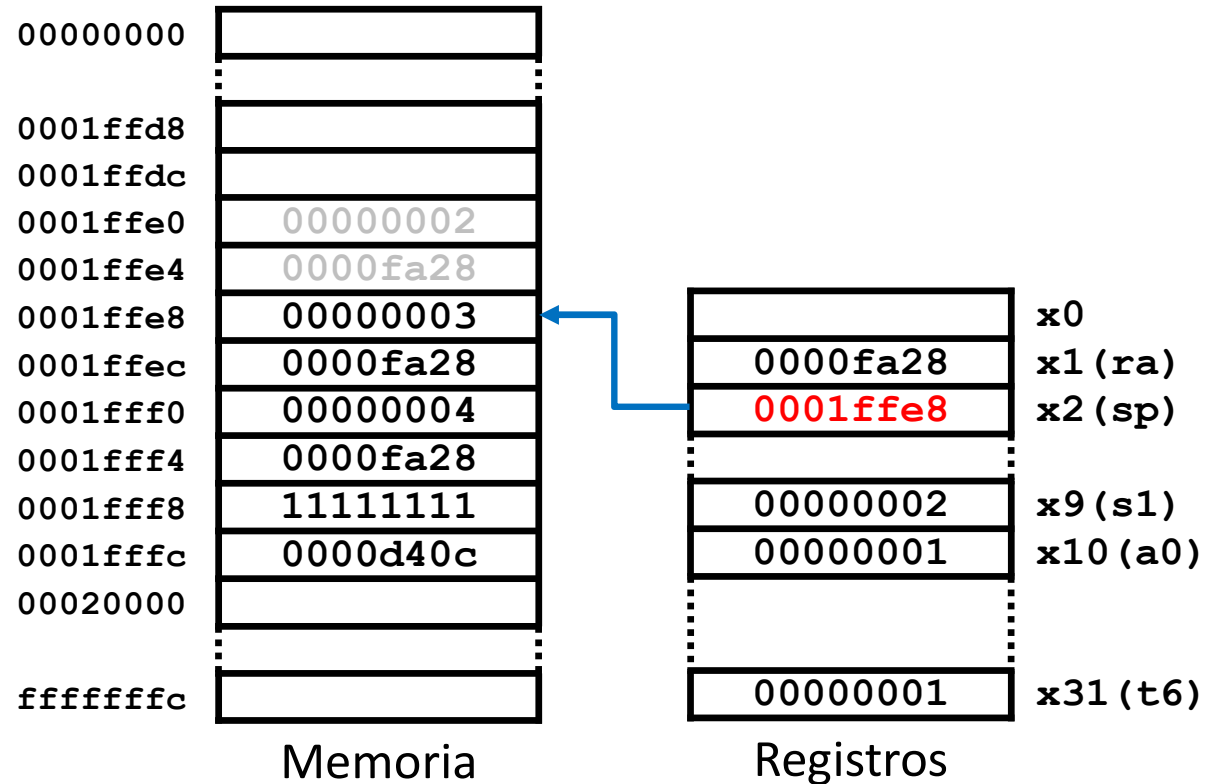 00000000
0001ffd8
0001ffdc
0001ffe0 00000002
0001ffe4 0000fa28
0001ffe8 00000003 x0
0001ffec 0000fa28 0000fa28 x1(ra)
0001fff0 00000004 0001ffe8 x2(sp)
0001fff4 0000fa28
0001fff8 11111111 00000002 x9(s1)
0001fffc 0000d40c 00000001 x10(a0)
00020000
fffffffc 00000001 x31(t6)
Memoria Registros